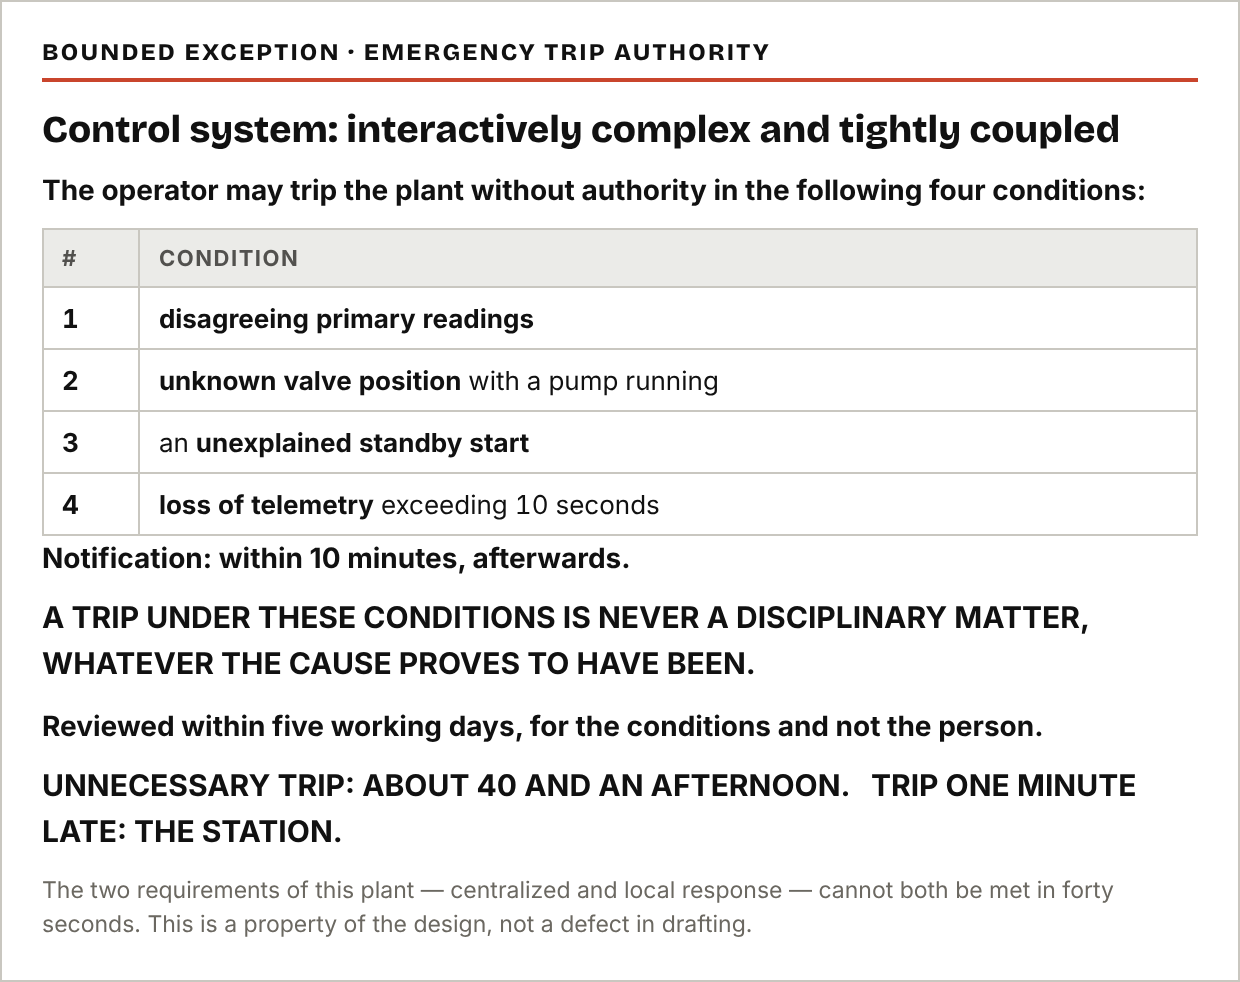 BOUNDED EXCEPTION · EMERGENCY TRIP AUTHORITY
Control system: interactively complex and tightly coupled
The operator may trip the plant without authority in the following four conditions:
# CONDITION
1 disagreeing primary readings
2 unknown valve position with a pump running
3 an unexplained standby start
4 loss of telemetry exceeding 10 seconds
Notification: within 10 minutes, afterwards.
A TRIP UNDER THESE CONDITIONS IS NEVER A DISCIPLINARY MATTER,
WHATEVER THE CAUSE PROVES TO HAVE BEEN.
Reviewed within five working days, for the conditions and not the person.
UNNECESSARY TRIP: ABOUT 40 AND AN AFTERNOON. TRIP ONE MINUTE
LATE: THE STATION.
The two requirements of this plant — centralized and local response — cannot both be met in forty
seconds. This is a property of the design, not a defect in drafting.